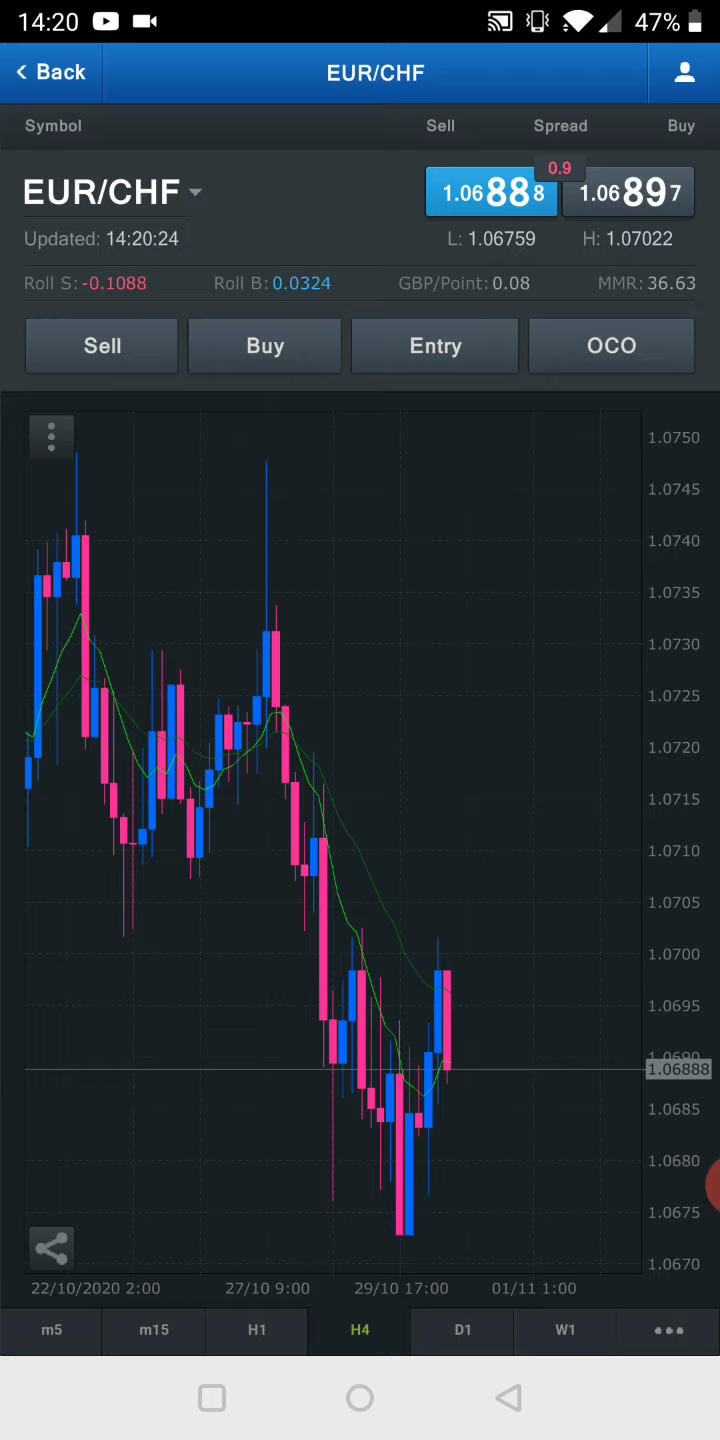 14:20 47%
Back EUR/CHF
Symbol Sell Spread Buy
EUR/CHF 1.06888 0.9 1.06897
Updated: 14:20:24 L: 1.06759 H: 1.07022
Roll S: -0.1088 Roll B: 0.0324 GBP/Point: 0.08 MMR: 36.63
Sell Buy Entry OCO
1.0750
1.0745
1.0740
1.0735
1.0730
1.0725
1.0720
1.0715
1.0710
1.0705
1.0700
1.0695
1.0690
1.06888
1.0685
1.0680
1.0675
1.0670
22/10/2020 2:00 27/10 9:00 29/10 17:00 01/11 1:00
m5 m15 H1 H4 D1 W1